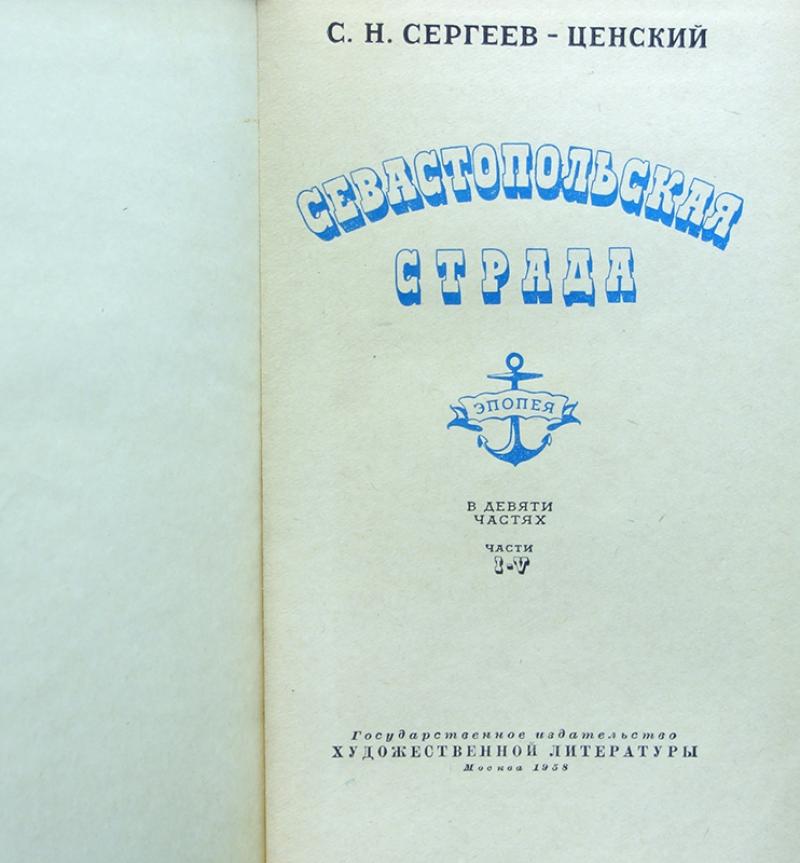 С. Н. СЕРГЕЕВ - ЦЕНСКИЙ
СЕВАСТОПОЛЬСКАЯ
СТРАДА
ЭПОПЕЯ
В ДЕВЯТИ
ЧАСТЯХ
ЧАСТИ
I-V
Государственное издательство
ХУДОЖЕСТВЕННОЙ ЛИТЕРАТУРЫ
Москва 1958